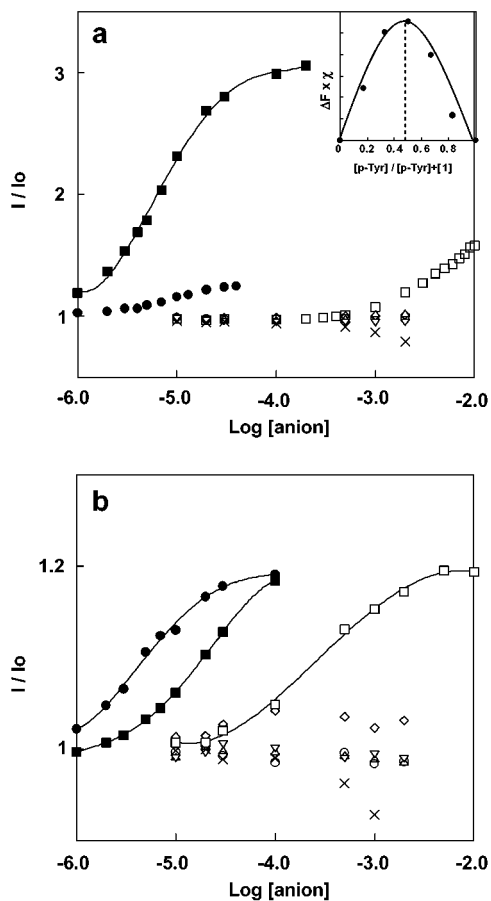 a
3
2
1
I / Io
-6.0 -5.0 -4.0 -3.0 -2.0
Log [anion]
ΔF x χ
0 0.2 0.4 0.6 0.8
[p-Tyr] / [p-Tyr]+[1]
b
1.2
1
I / Io
-6.0 -5.0 -4.0 -3.0 -2.0
Log [anion]